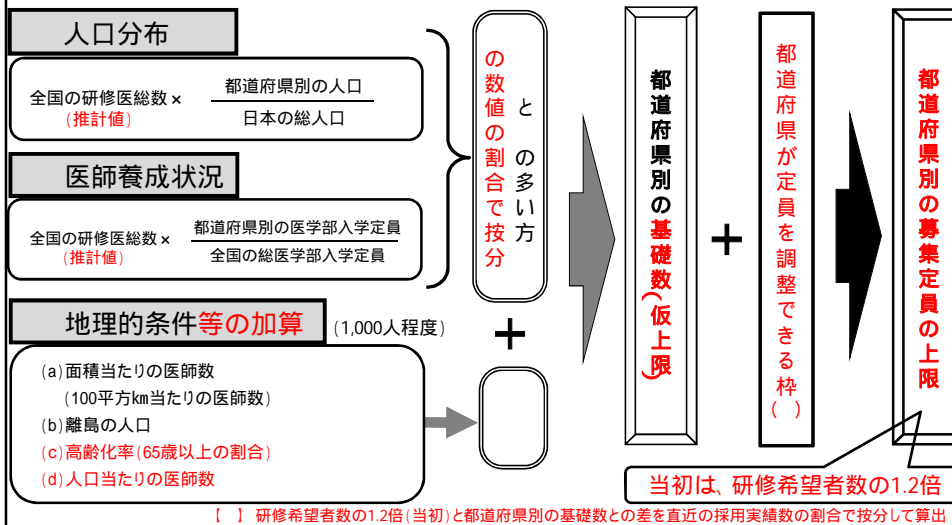 人口分布
全国の研修医総数×
(推計値)
都道府県別の人口
日本の総人口
医師養成状況
全国の研修医総数×
(推計値)
都道府県別の医学部入学定員
全国の総医学部入学定員
地理的条件等の加算 (1,000人程度)
(a)面積当たりの医師数
(100平方km当たりの医師数)
(b)離島の人口
(c)高齢化率(65歳以上の割合)
(d)人口当たりの医師数
と の多い方
の数値の割合で按分
+
都道府県別の基礎数(仮上限)
+
都道府県が定員を調整できる枠( )
都道府県別の募集定員の上限
当初は、研修希望者数の1.2倍
【 】 研修希望者数の1.2倍(当初)と都道府県別の基礎数との差を直近の採用実績数の割合で按分して算出